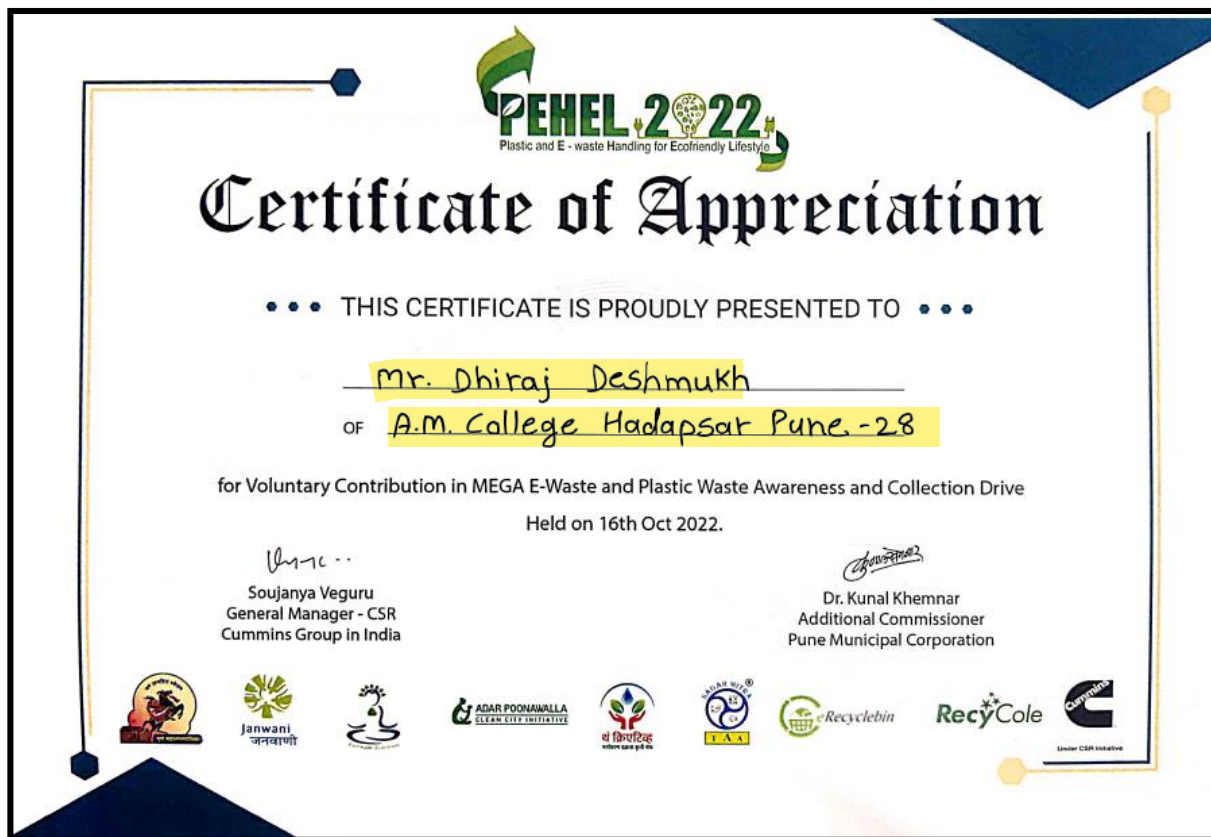 PEHEL 2022
Plastic and E - waste Handling for Ecofriendly Lifestyle
Certificate of Appreciation
THIS CERTIFICATE IS PROUDLY PRESENTED TO
Mr. Dhiraj Deshmukh
OF A.M. College Hadapsar Pune.-28
for Voluntary Contribution in MEGA E-Waste and Plastic Waste Awareness and Collection Drive
Held on 16th Oct 2022.
Soujanya Veguru
General Manager - CSR
Cummins Group in India
Dr. Kunal Khemnar
Additional Commissioner
Pune Municipal Corporation
Janwani
जनवाणी
ADAR POONAWALLA
CLEAN CITY INITIATIVE
थं क्रिएटिव्ह
SAGAR MITRA
TAA
eRecyclebin
RecyCole
Cummins
Under CSR Initiative